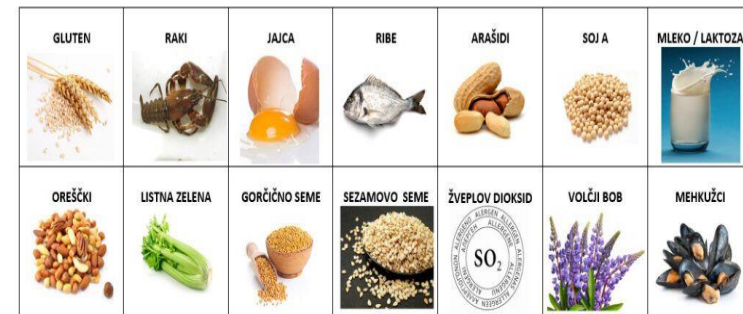 GLUTEN
RAKI
JAJCA
RIBE
ARAŠIDI
SOJ A
MLEKO / LAKTOZA
OREŠČKI
LISTNA ZELENA
GORČIČNO SEME
SEZAMOVO SEME
ŽVEPLOV DIOKSID
SO2
VOLČJI BOB
MEHKUŽCI